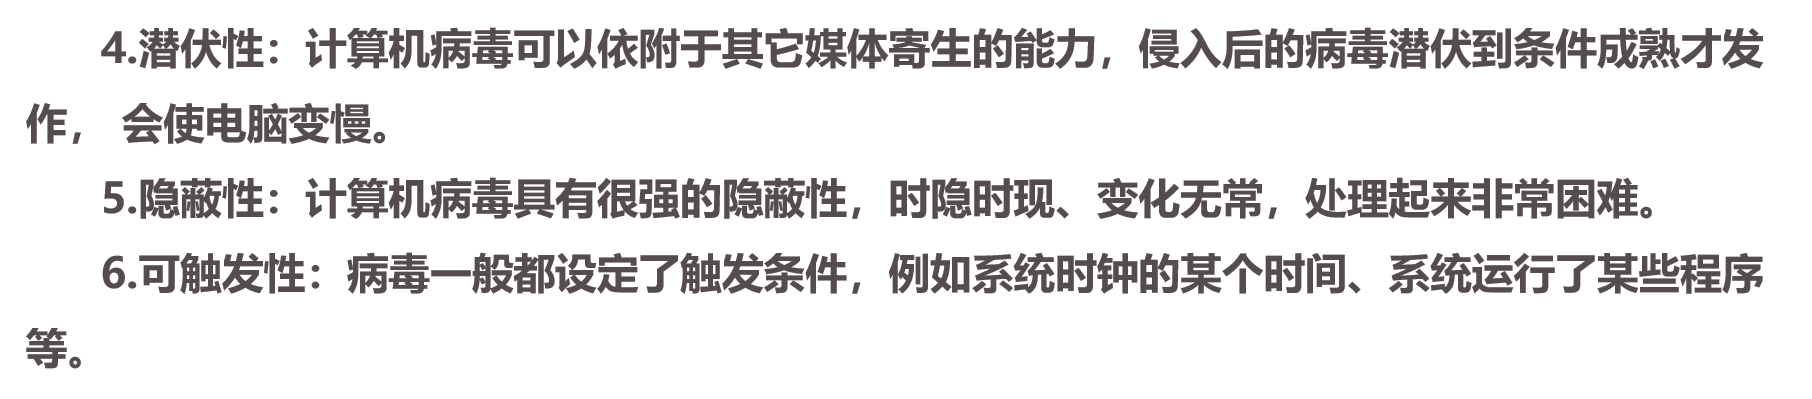 4.潜伏性：计算机病毒可以依附于其它媒体寄生的能力，侵入后的病毒潜伏到条件成熟才发
作， 会使电脑变慢。
5.隐蔽性：计算机病毒具有很强的隐蔽性，时隐时现、变化无常，处理起来非常困难。
6.可触发性：病毒一般都设定了触发条件，例如系统时钟的某个时间、系统运行了某些程序
等。